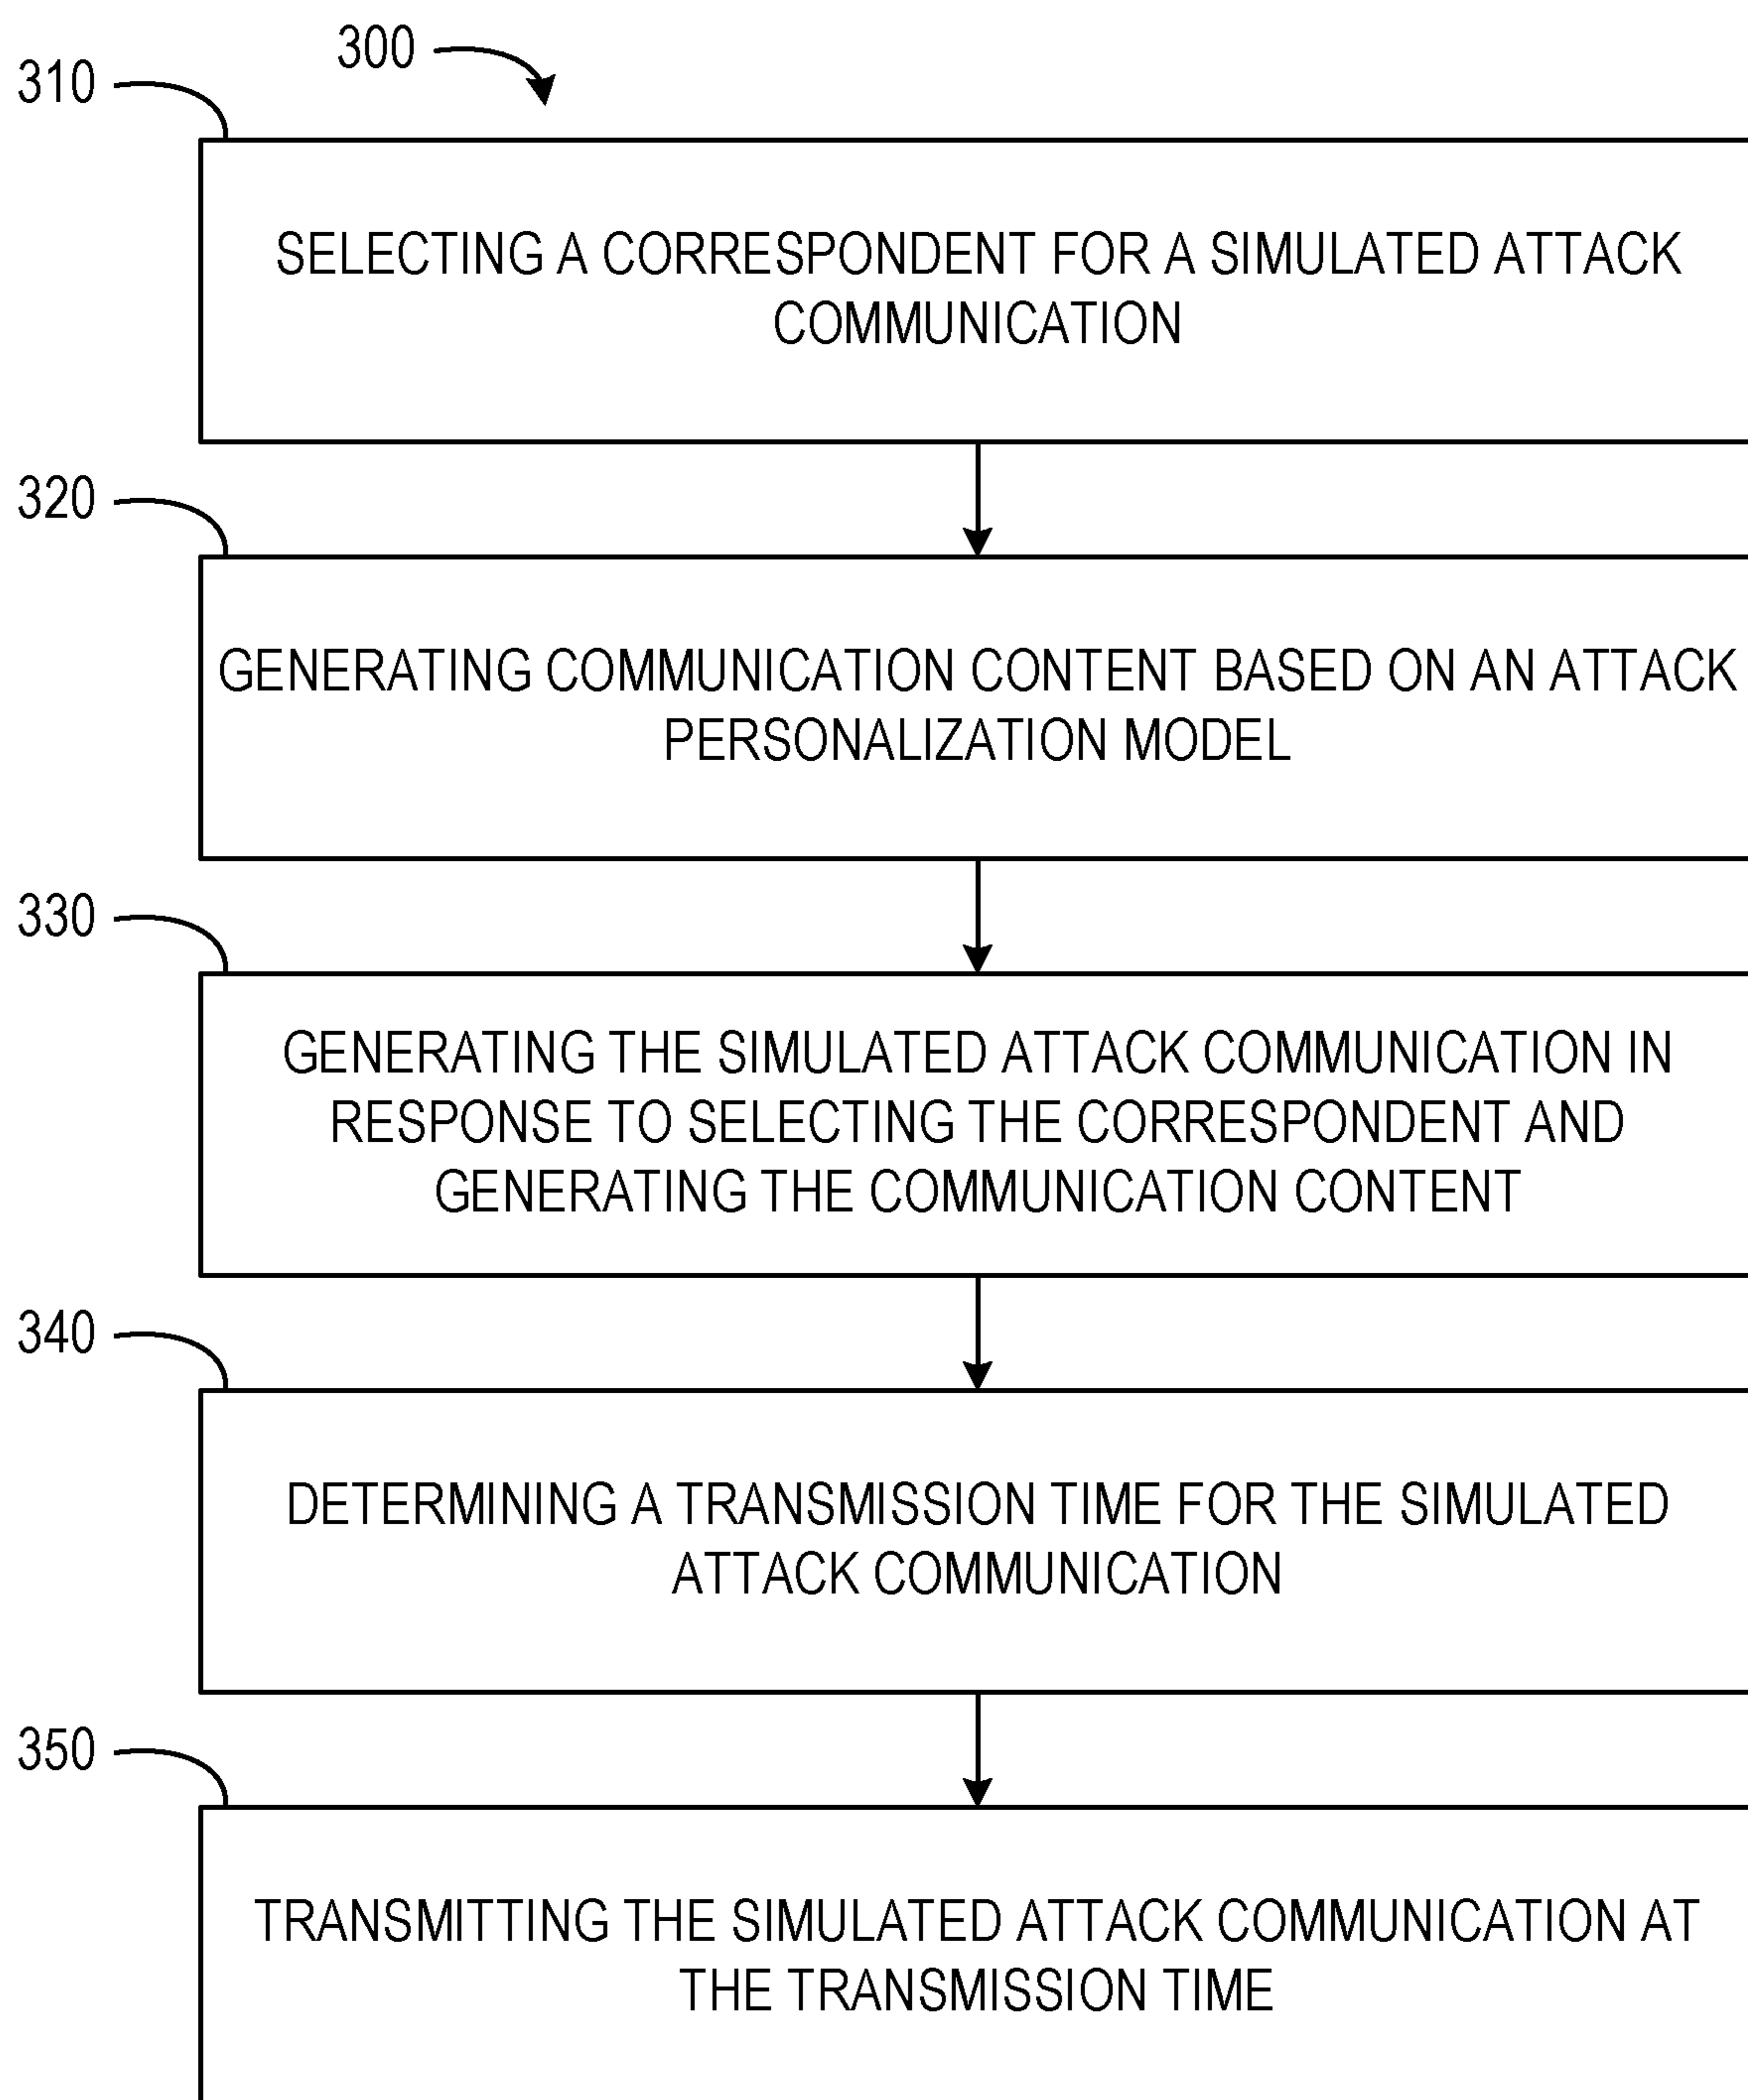 300
310
SELECTING A CORRESPONDENT FOR A SIMULATED ATTACK
COMMUNICATION
320
GENERATING COMMUNICATION CONTENT BASED ON AN ATTACK
PERSONALIZATION MODEL
330
GENERATING THE SIMULATED ATTACK COMMUNICATION IN
RESPONSE TO SELECTING THE CORRESPONDENT AND
GENERATING THE COMMUNICATION CONTENT
340
DETERMINING A TRANSMISSION TIME FOR THE SIMULATED
ATTACK COMMUNICATION
350
TRANSMITTING THE SIMULATED ATTACK COMMUNICATION AT
THE TRANSMISSION TIME